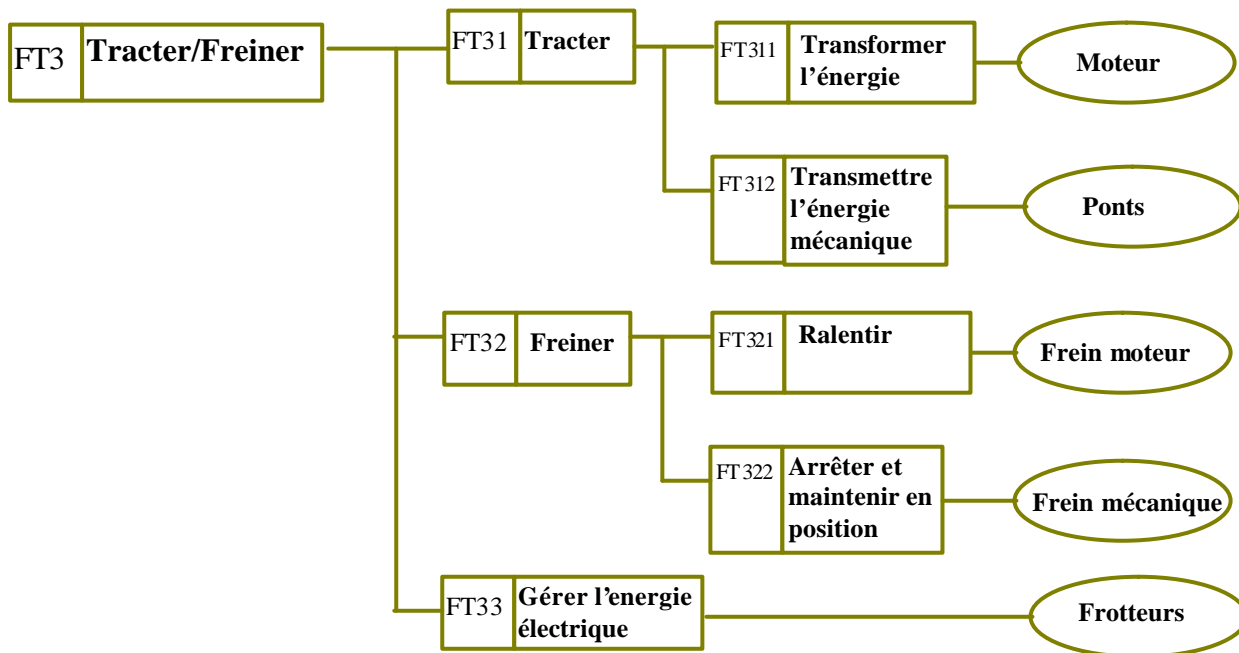 FT3 Tracter/Freiner
FT31 Tracter
FT311 Transformer
l’énergie
Moteur
FT312 Transmettre
l’énergie
mécanique
Ponts
FT32 Freiner
FT321 Ralentir
Frein moteur
FT322 Arrêter et
maintenir en
position
Frein mécanique
FT33 Gérer l’energie
électrique
Frotteurs